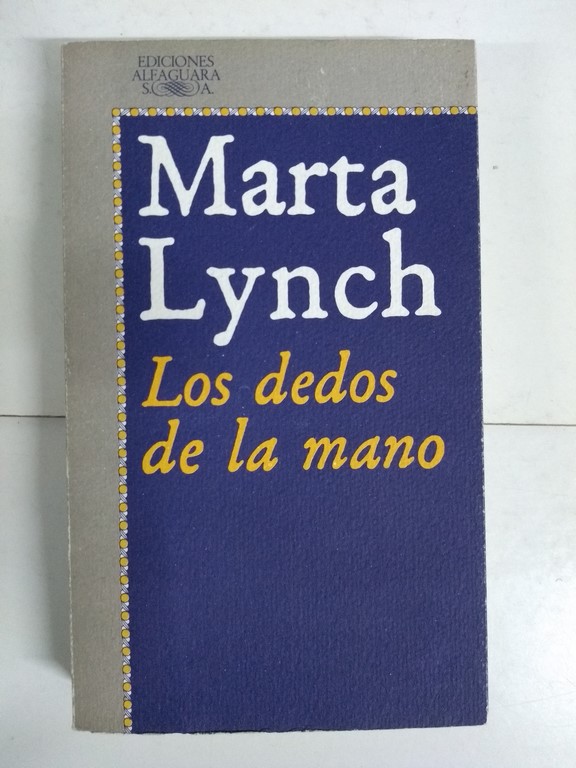 EDICIONES
ALFAGUARA
S. A.
Marta
Lynch
Los dedos
de la mano